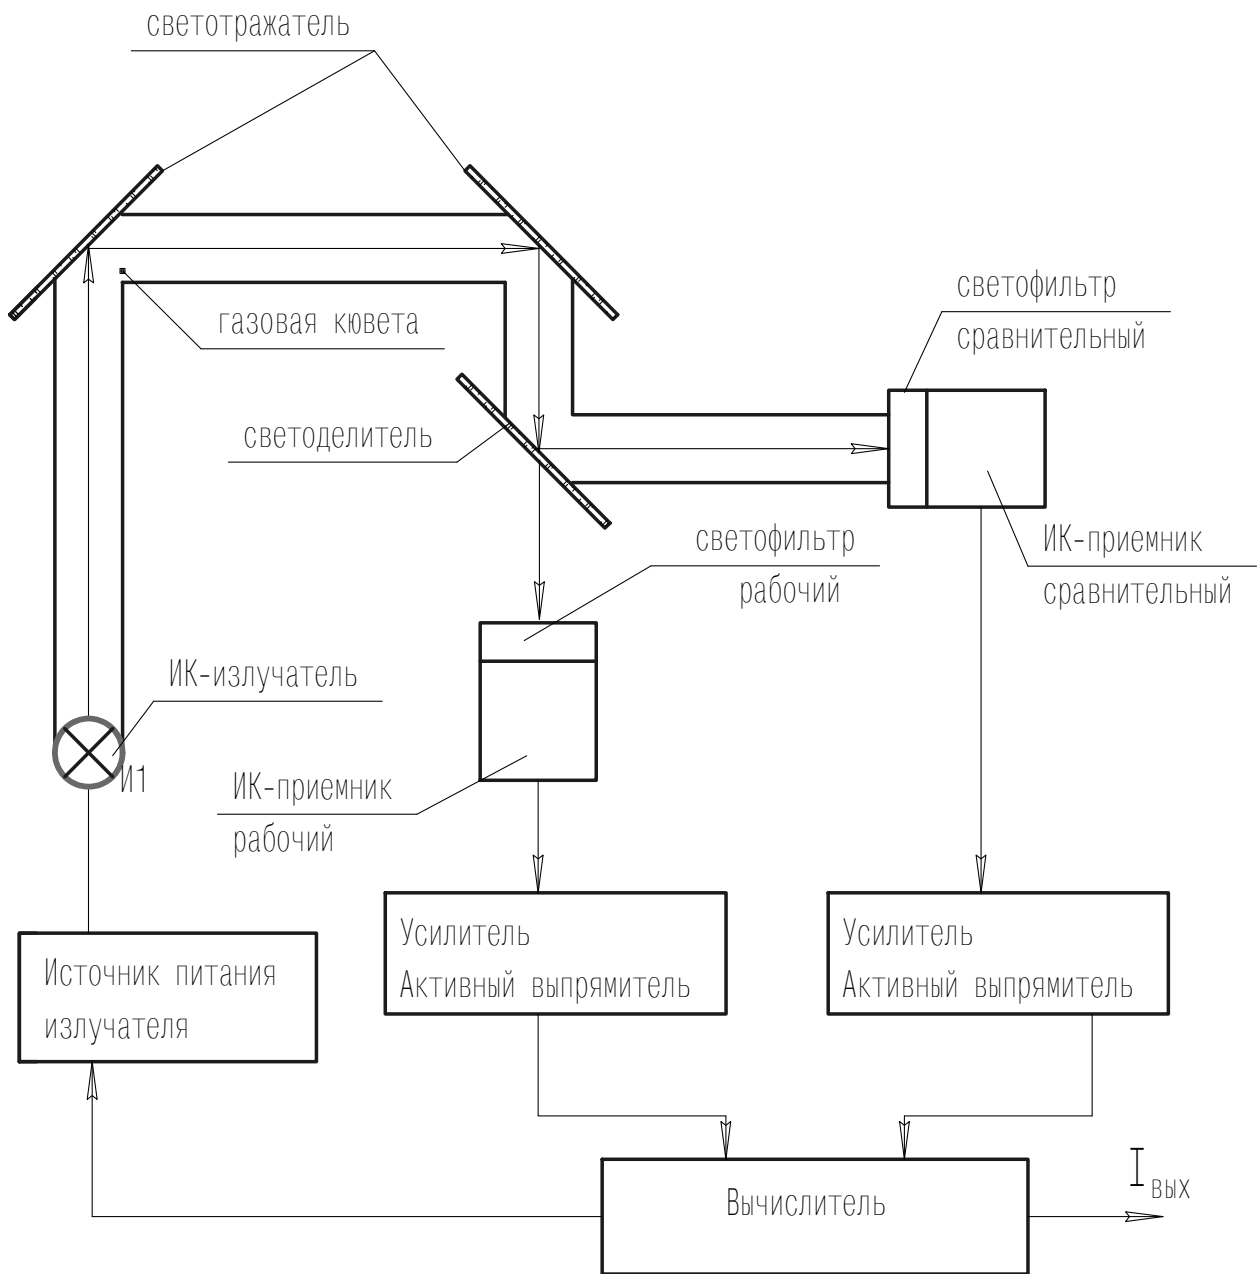 светотражатель
газовая кювета
светофильтр
сравнительный
светоделитель
светофильтр
рабочий
ИК-приемник
сравнительный
ИК-излучатель
И1
ИК-приемник
рабочий
Источник питания
излучателя
Усилитель
Активный выпрямитель
Усилитель
Активный выпрямитель
Вычислитель
I вых